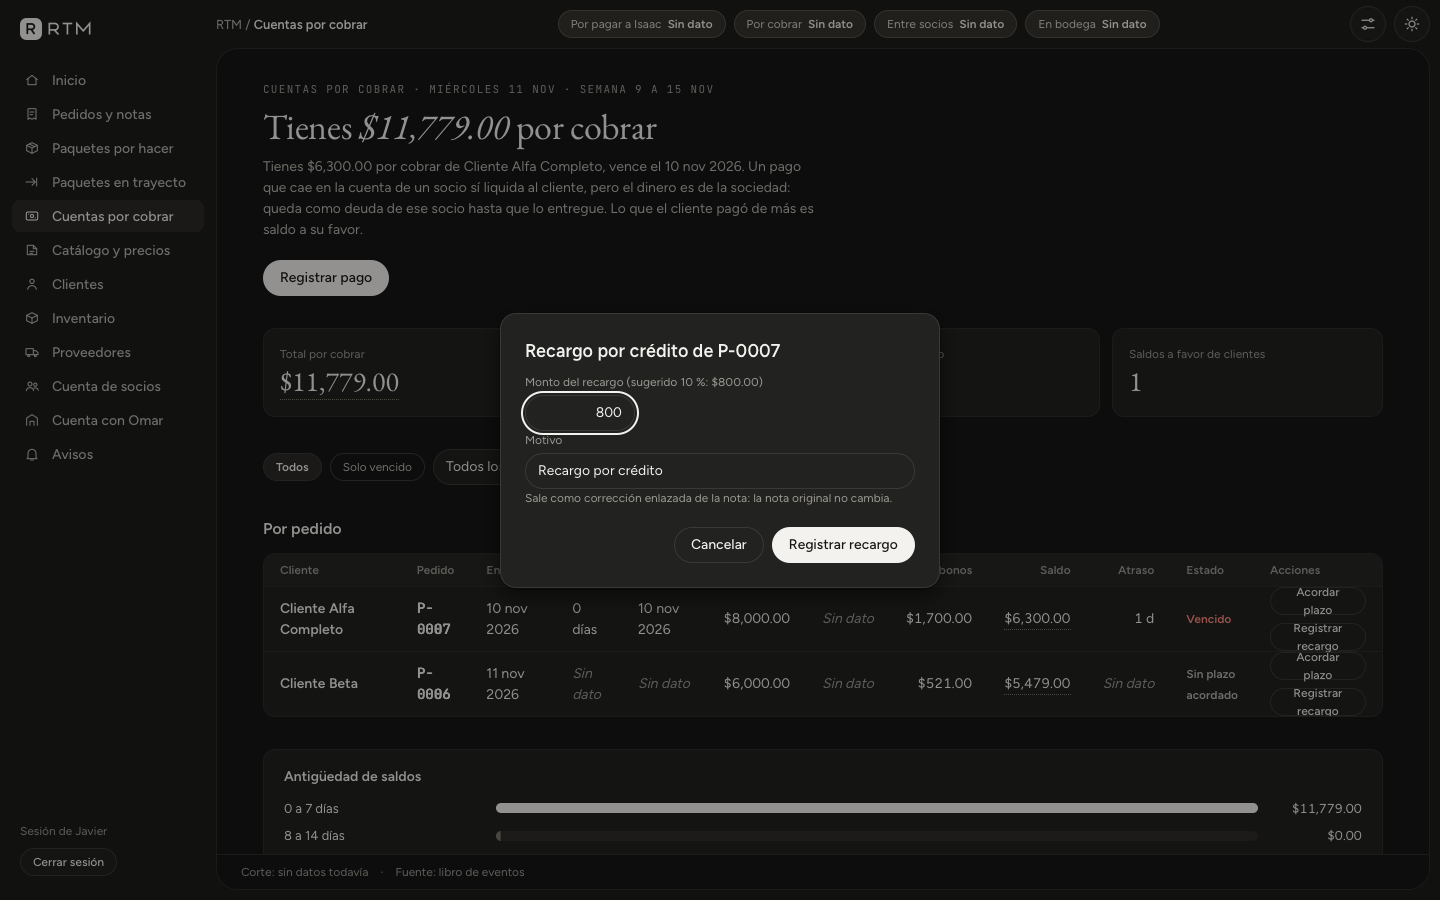 R RTM
RTM / Cuentas por cobrar
Por pagar a Isaac Sin dato
Por cobrar Sin dato
Entre socios Sin dato
En bodega Sin dato
Inicio
Pedidos y notas
Paquetes por hacer
Paquetes en trayecto
Cuentas por cobrar
Catálogo y precios
Clientes
Inventario
Proveedores
Cuenta de socios
Cuenta con Omar
Avisos
Sesión de Javier
Cerrar sesión
CUENTAS POR COBRAR · MIÉRCOLES 11 NOV · SEMANA 9 A 15 NOV
Tienes $11,779.00 por cobrar
Tienes $6,300.00 por cobrar de Cliente Alfa Completo, vence el 10 nov 2026. Un pago
que cae en la cuenta de un socio sí liquida al cliente, pero el dinero es de la sociedad:
queda como deuda de ese socio hasta que lo entregue. Lo que el cliente pagó de más es
saldo a su favor.
Registrar pago
Total por cobrar
$11,779.00
Saldos a favor de clientes
1
Todos
Solo vencido
Todos lo
Recargo por crédito de P-0007
Monto del recargo (sugerido 10 %: $800.00)
800
Motivo
Recargo por crédito
Sale como corrección enlazada de la nota: la nota original no cambia.
Cancelar
Registrar recargo
Por pedido
Cliente Pedido En bonos Saldo Atraso Estado Acciones
Cliente Alfa Completo P-0007 10 nov 2026 0 días 10 nov 2026 $8,000.00 Sin dato $1,700.00 $6,300.00 1 d Vencido Acordar plazo Registrar recargo
Cliente Beta P-0006 11 nov 2026 Sin dato Sin dato $6,000.00 Sin dato $521.00 $5,479.00 Sin dato Sin plazo acordado Acordar plazo Registrar recargo
Antigüedad de saldos
0 a 7 días $11,779.00
8 a 14 días $0.00
Corte: sin datos todavía · Fuente: libro de eventos